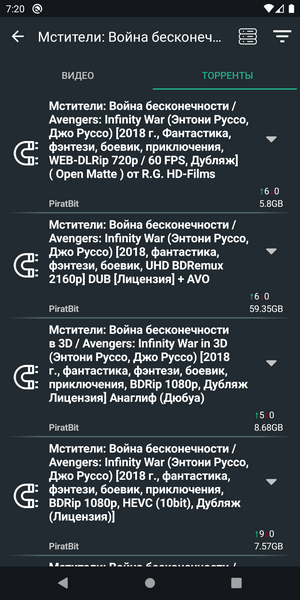 7:20
Мстители: Война бесконеч...
ВИДЕО
ТОРРЕНТЫ
Мстители: Война бесконечности /
Avengers: Infinity War (Энтони Руссо,
Джо Руссо) [2018 г., Фантастика,
фэнтези, боевик, приключения,
WEB-DLRip 720p / 60 FPS, Дубляж]
( Open Matte ) от R.G. HD-Films
↑6 0
PiratBit
5.8GB
Мстители: Война бесконечности /
Avengers: Infinity War (Энтони Руссо,
Джо Руссо) [2018, фантастика,
фэнтези, боевик, UHD BDRemux
2160p] DUB [Лицензия] + AVO
↑6 0
PiratBit
59.35GB
Мстители: Война бесконечности
в 3D / Avengers: Infinity War in 3D
(Энтони Руссо, Джо Руссо) [2018
г., фантастика, фэнтези, боевик,
приключения, BDRip 1080p, Дубляж
Лицензия] Анаглиф (Дюбуа)
↑5 0
PiratBit
8.68GB
Мстители: Война бесконечности /
Avengers: Infinity War (Энтони Руссо,
Джо Руссо) [2018 г., фантастика,
фэнтези, боевик, приключения,
BDRip 1080p, HEVC (10bit), Дубляж
(Лицензия)]
↑9 0
PiratBit
7.57GB
Мстители: Война бесконечности /